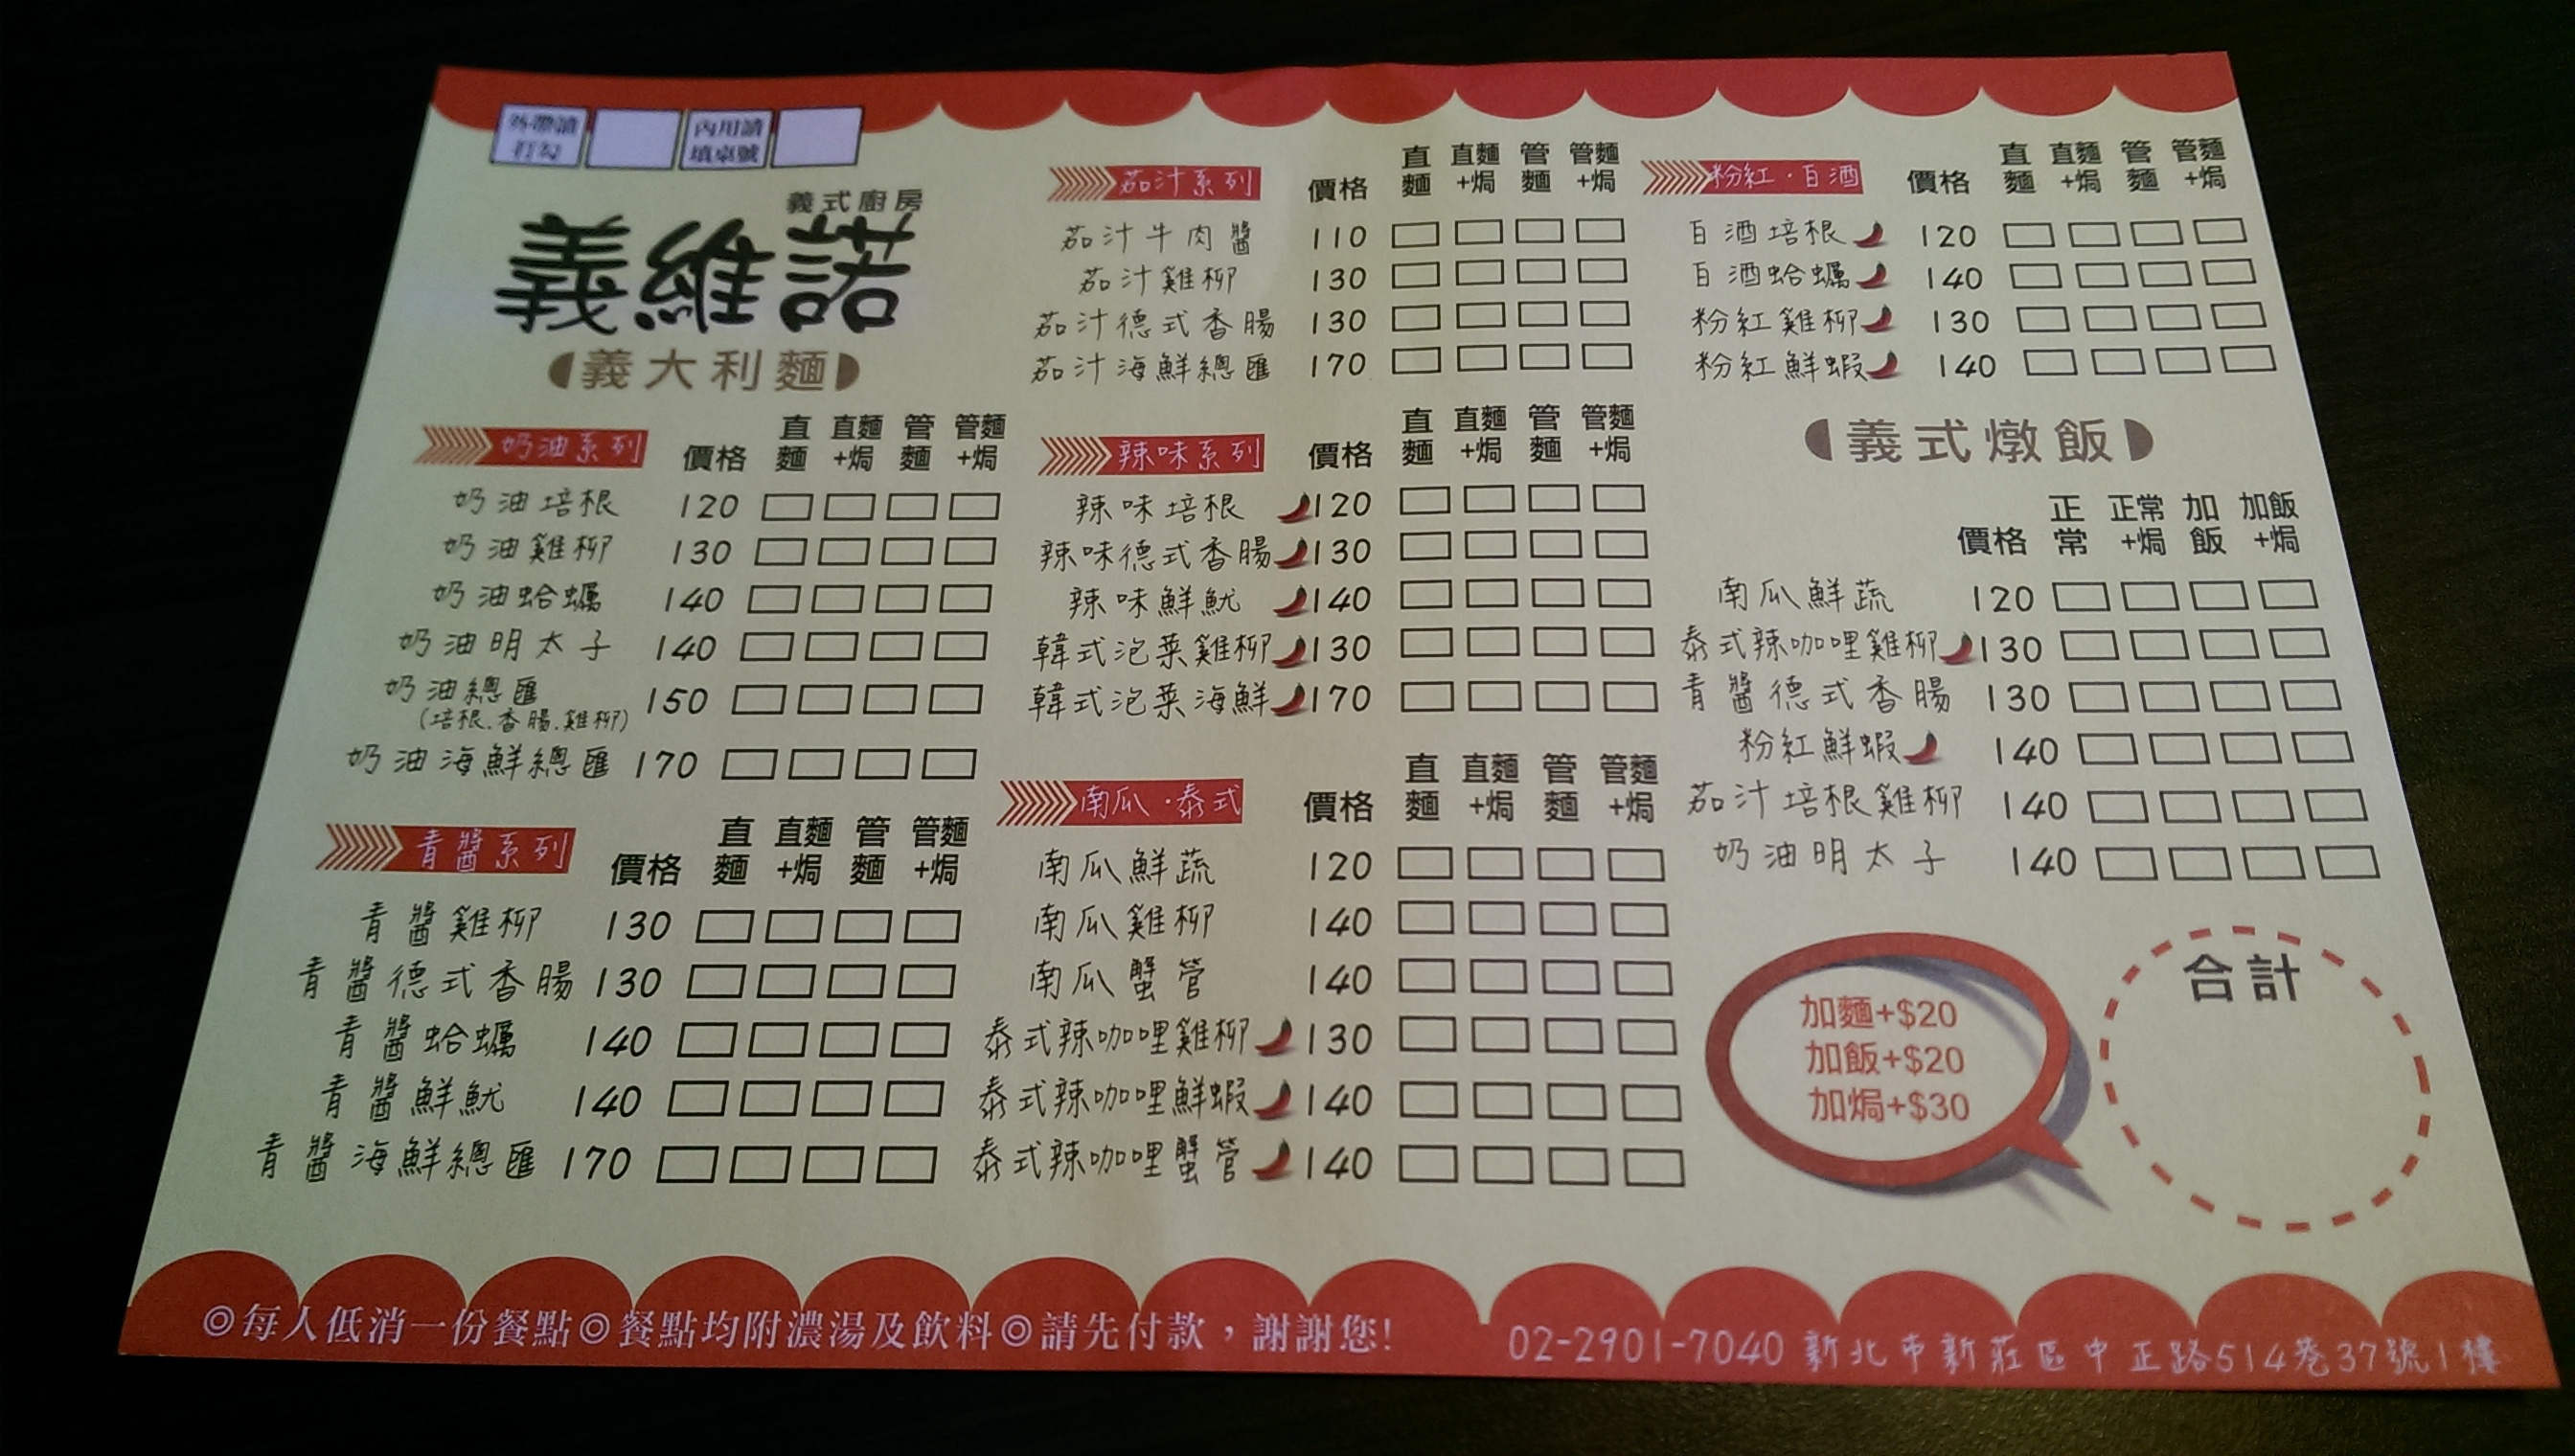 外帶請打勾
內用請填桌號
義式廚房
義維諾
義大利麵
奶油系列 價格 直麵 直麵+焗 管麵 管麵+焗
奶油培根 120
奶油雞柳 130
奶油蛤蠣 140
奶油明太子 140
奶油總匯 150
(培根.香腸.雞柳)
奶油海鮮總匯 170
青醬系列 價格 直麵 直麵+焗 管麵 管麵+焗
青醬雞柳 130
青醬德式香腸 130
青醬蛤蠣 140
青醬鮮魷 140
青醬海鮮總匯 170
茄汁系列 價格 直麵 直麵+焗 管麵 管麵+焗
茄汁牛肉醬 110
茄汁雞柳 130
茄汁德式香腸 130
茄汁海鮮總匯 170
辣味系列 價格 直麵 直麵+焗 管麵 管麵+焗
辣味培根 120
辣味德式香腸 130
辣味鮮魷 140
韓式泡菜雞柳 130
韓式泡菜海鮮 170
南瓜·泰式 價格 直麵 直麵+焗 管麵 管麵+焗
南瓜鮮蔬 120
南瓜雞柳 140
南瓜蟹管 140
泰式辣咖哩雞柳 130
泰式辣咖哩鮮蝦 140
泰式辣咖哩蟹管 140
粉紅·白酒 價格 直麵 直麵+焗 管麵 管麵+焗
白酒培根 120
白酒蛤蠣 140
粉紅雞柳 130
粉紅鮮蝦 140
義式燉飯
價格 正常 正常+焗 加飯 加飯+焗
南瓜鮮蔬 120
泰式辣咖哩雞柳 130
青醬德式香腸 130
粉紅鮮蝦 140
茄汁培根雞柳 140
奶油明太子 140
加麵+$20
加飯+$20
加焗+$30
合計
◎每人低消一份餐點◎餐點均附濃湯及飲料◎請先付款，謝謝您!
02-2901-7040 新北市新莊區中正路514巷37號1樓